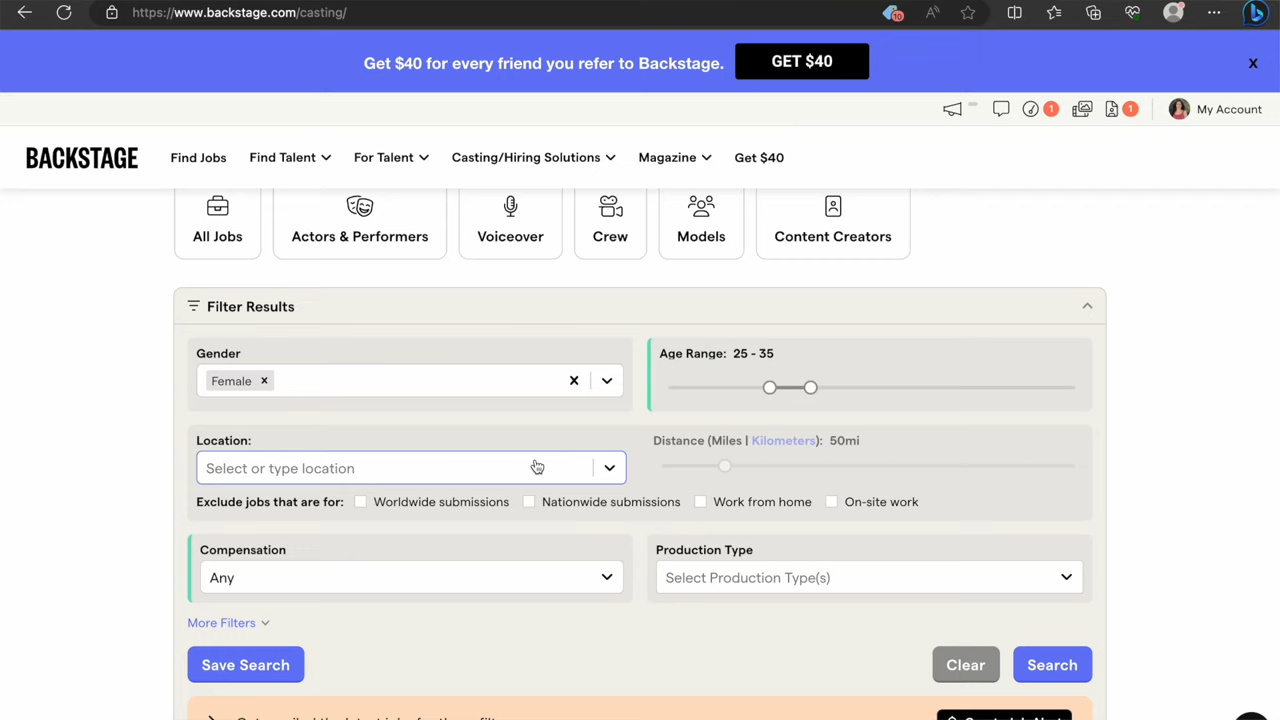 https://www.backstage.com/casting/
10
Get $40 for every friend you refer to Backstage.
GET $40
X
1
1
My Account
BACKSTAGE
Find Jobs
Find Talent
For Talent
Casting/Hiring Solutions
Magazine
Get $40
All Jobs
Actors & Performers
Voiceover
Crew
Models
Content Creators
Filter Results
Gender
Female
Age Range: 25 - 35
Location:
Distance (Miles | Kilometers): 50mi
Select or type location
Exclude jobs that are for: Worldwide submissions Nationwide submissions Work from home On-site work
Compensation
Production Type
Any
Select Production Type(s)
More Filters
Save Search
Clear
Search